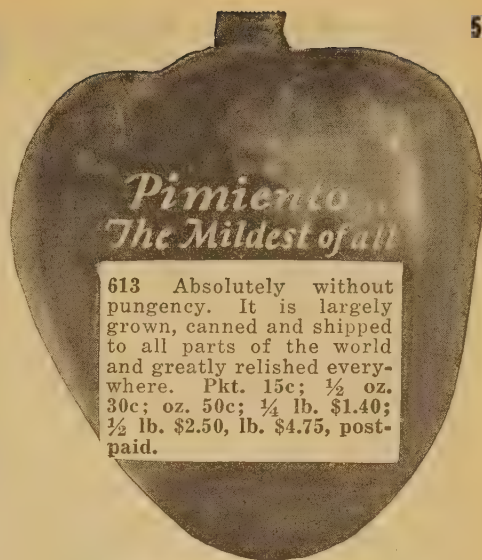 5
Pimiento..
The Mildest of all
613 Absolutely without
pungency. It is largely
grown, canned and shipped
to all parts of the world
and greatly relished every-
where. Pkt. 15c; ½ oz.
30c; oz. 50c; ¼ lb. $1.40;
½ lb. $2.50, lb. $4.75, post-
paid.